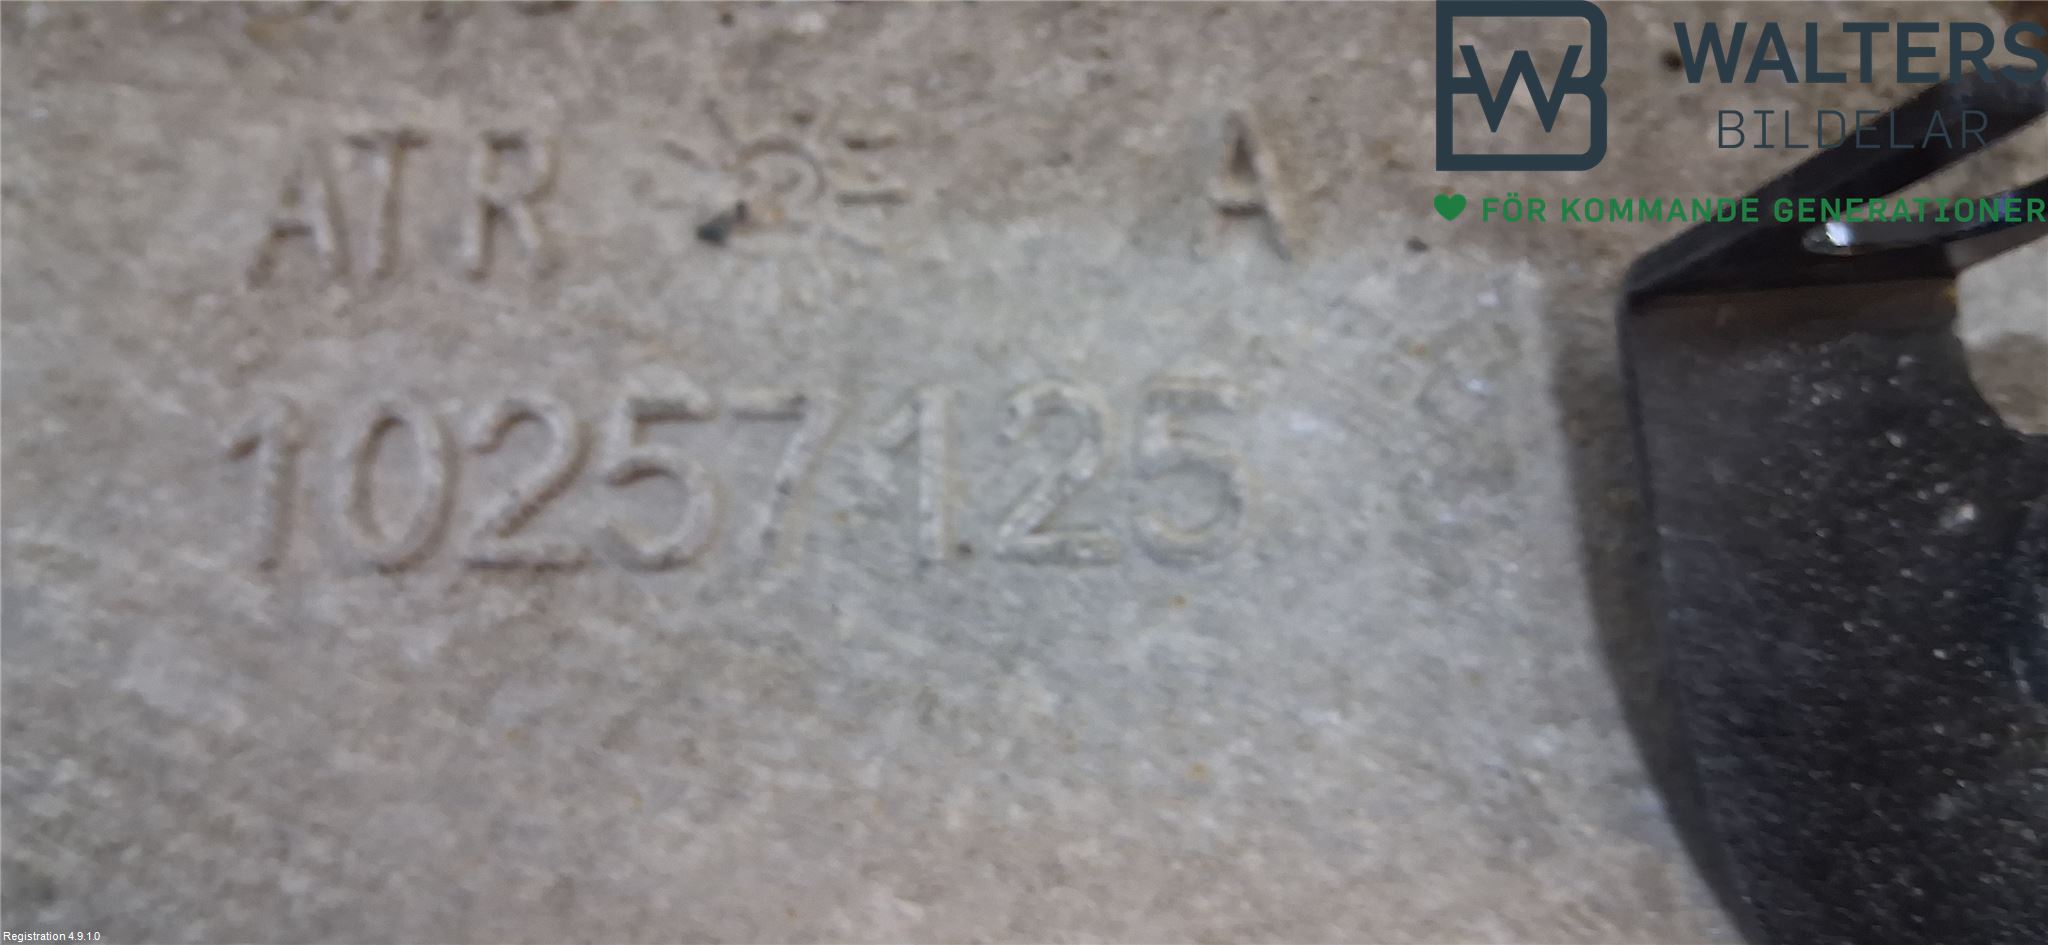 WALTERS
BILDELAR
FÖR KOMMANDE GENERATIONER
ATR A
10257125
Registration 4.9.1.0